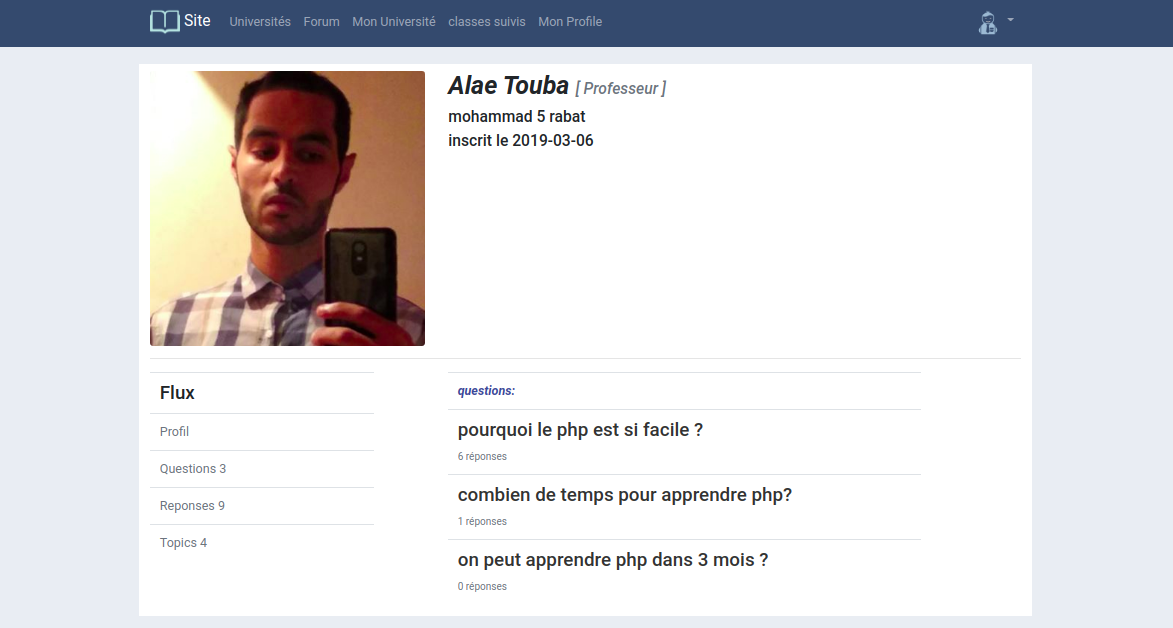 Site Universités Forum Mon Université classes suivis Mon Profile
Alae Touba [ Professeur ]
mohammad 5 rabat
inscrit le 2019-03-06
Flux
Profil
Questions 3
Reponses 9
Topics 4
questions:
pourquoi le php est si facile ?
6 réponses
combien de temps pour apprendre php?
1 réponses
on peut apprendre php dans 3 mois ?
0 réponses